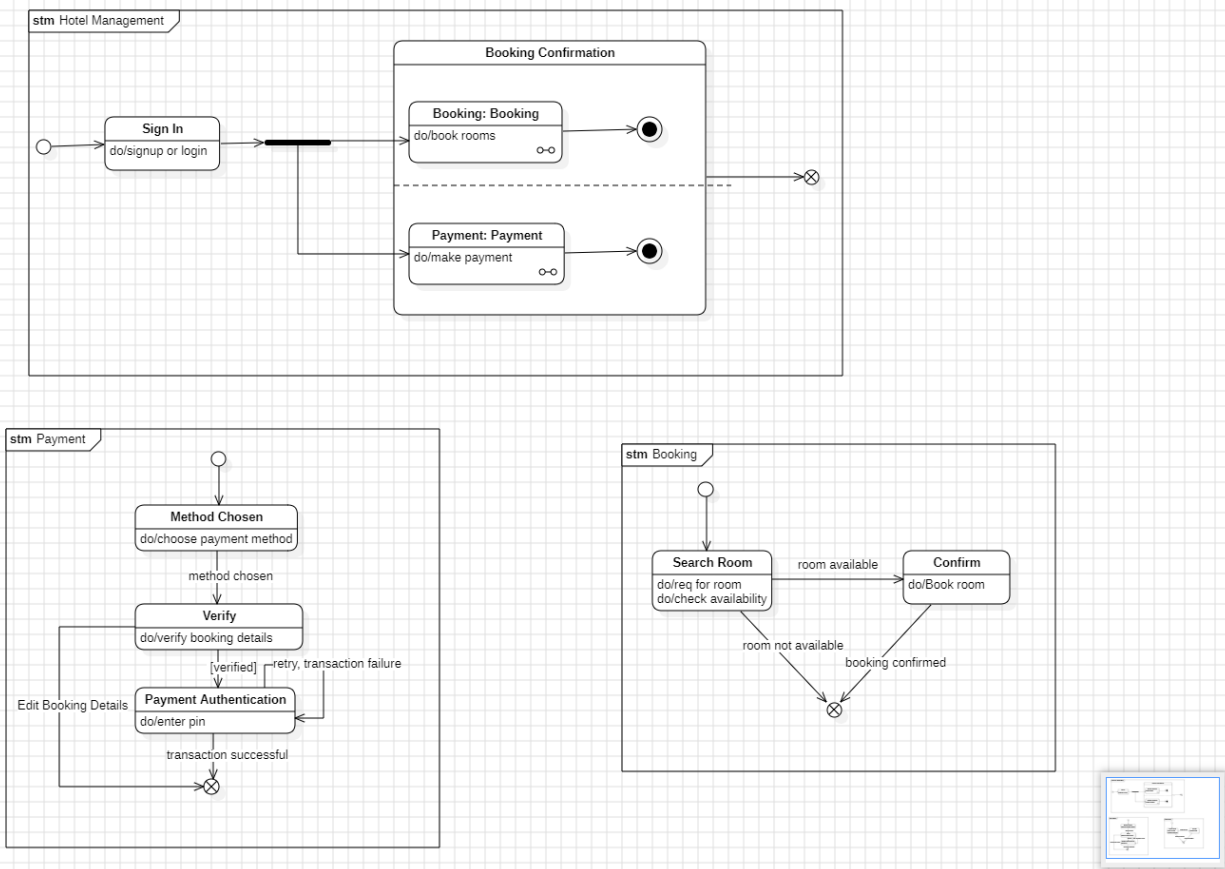 stm Hotel Management
Booking Confirmation
Sign In
do/signup or login
Booking: Booking
do/book rooms
Payment: Payment
do/make payment
stm Payment
Method Chosen
do/choose payment method
method chosen
Verify
do/verify booking details
[verified]
retry, transaction failure
Edit Booking Details
Payment Authentication
do/enter pin
transaction successful
stm Booking
Search Room
do/req for room
do/check availability
room available
Confirm
do/Book room
room not available
booking confirmed